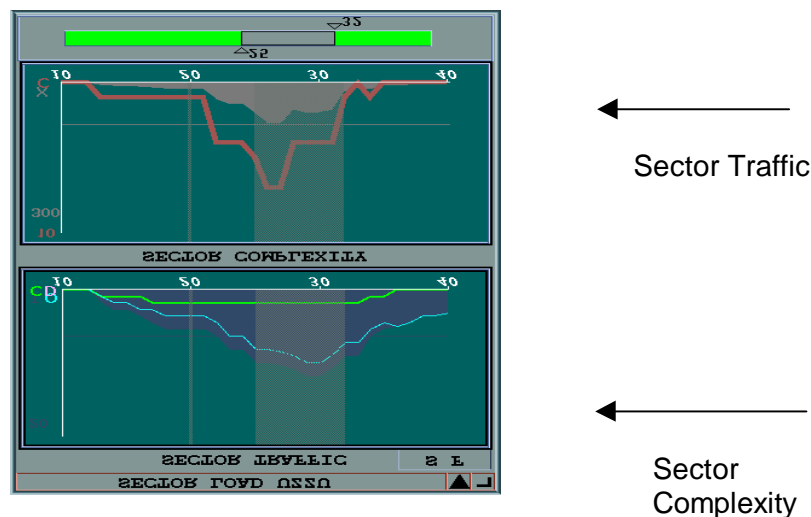 32
25
10 20 30 40
C
X
300
10
SECTOR COMPLEXITY
10 20 30 40
C D
SECTOR TRAFFIC
S F
SECTOR LOAD
Sector Traffic
Sector
Complexity